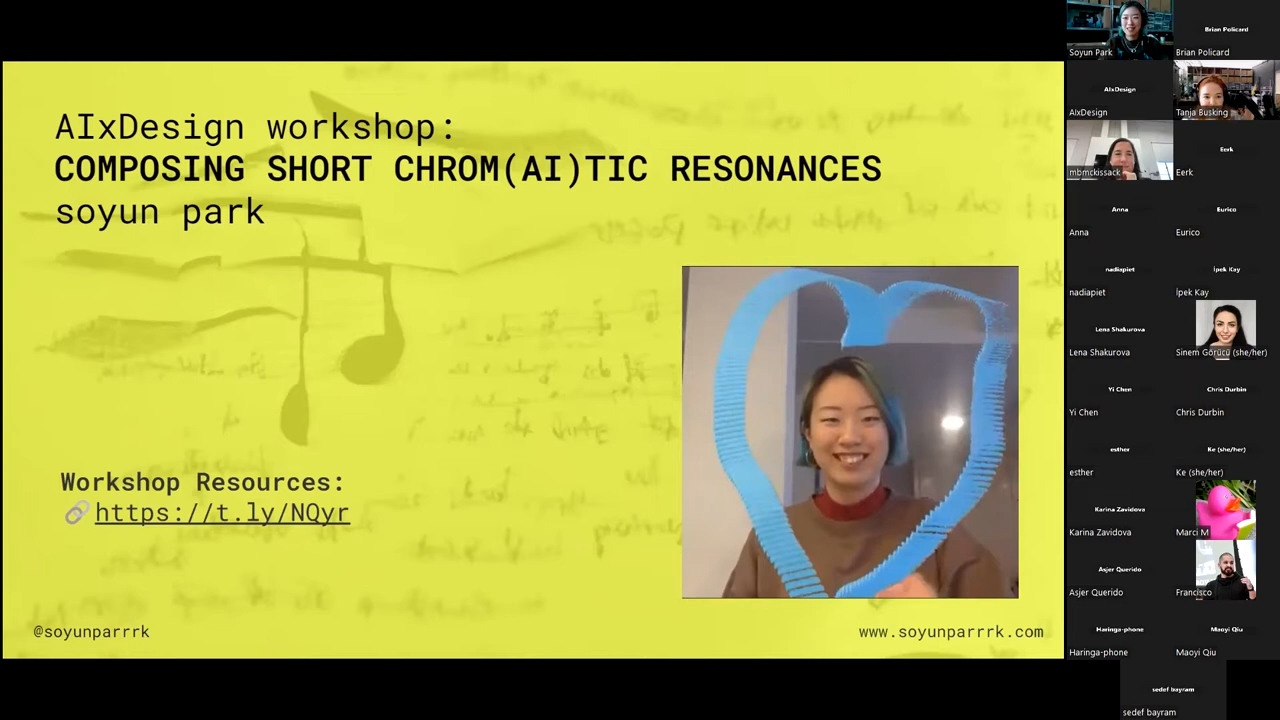 AIxDesign workshop:
COMPOSING SHORT CHROM(AI)TIC RESONANCES
soyun park
Workshop Resources:
https://t.ly/NQyr
@soyunparrrk
www.soyunparrrk.com
Soyun Park
Brian Policard
Brian Policard
AIxDesign
AIxDesign
Tanja Busking
mbmckissack
Eerk
Eerk
Anna
Anna
Eurico
Eurico
nadiapiet
nadiapiet
İpek Kay
İpek Kay
Lena Shakurova
Lena Shakurova
Sinem Görücü (she/her)
Yi Chen
Yi Chen
Chris Durbin
Chris Durbin
esther
esther
Ke (she/her)
Ke (she/her)
Karina Zavidova
Karina Zavidova
Marci M
Asjer Querido
Asjer Querido
Francisco
Haringa-phone
Haringa-phone
Maoyi Qiu
Maoyi Qiu
sedef bayram
sedef bayram